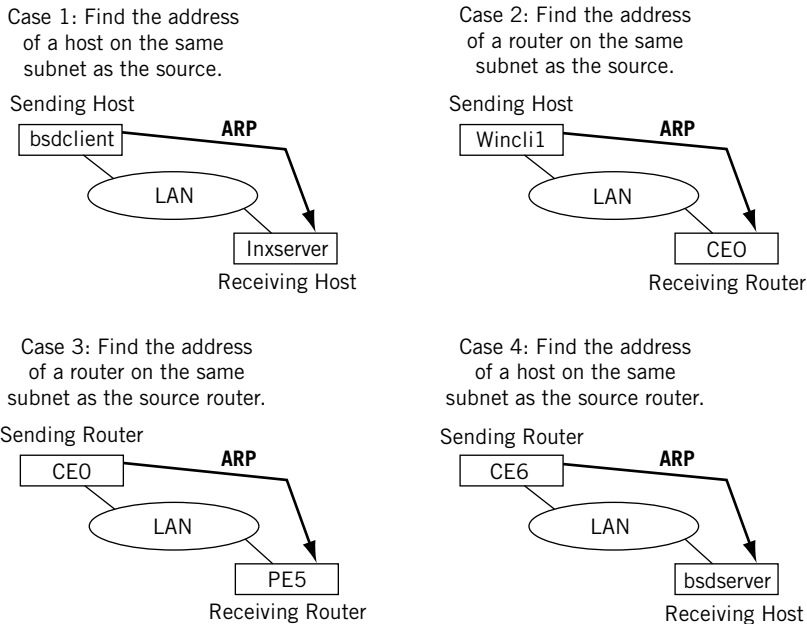 Case 1: Find the address
of a host on the same
subnet as the source.
Sending Host
bsdclient
ARP
LAN
lnxserver
Receiving Host
Case 2: Find the address
of a router on the same
subnet as the source.
Sending Host
Wincli1
ARP
LAN
CE0
Receiving Router
Case 3: Find the address
of a router on the same
subnet as the source router.
Sending Router
CE0
ARP
LAN
PE5
Receiving Router
Case 4: Find the address
of a host on the same
subnet as the source router.
Sending Router
CE6
ARP
LAN
bsdserver
Receiving Host